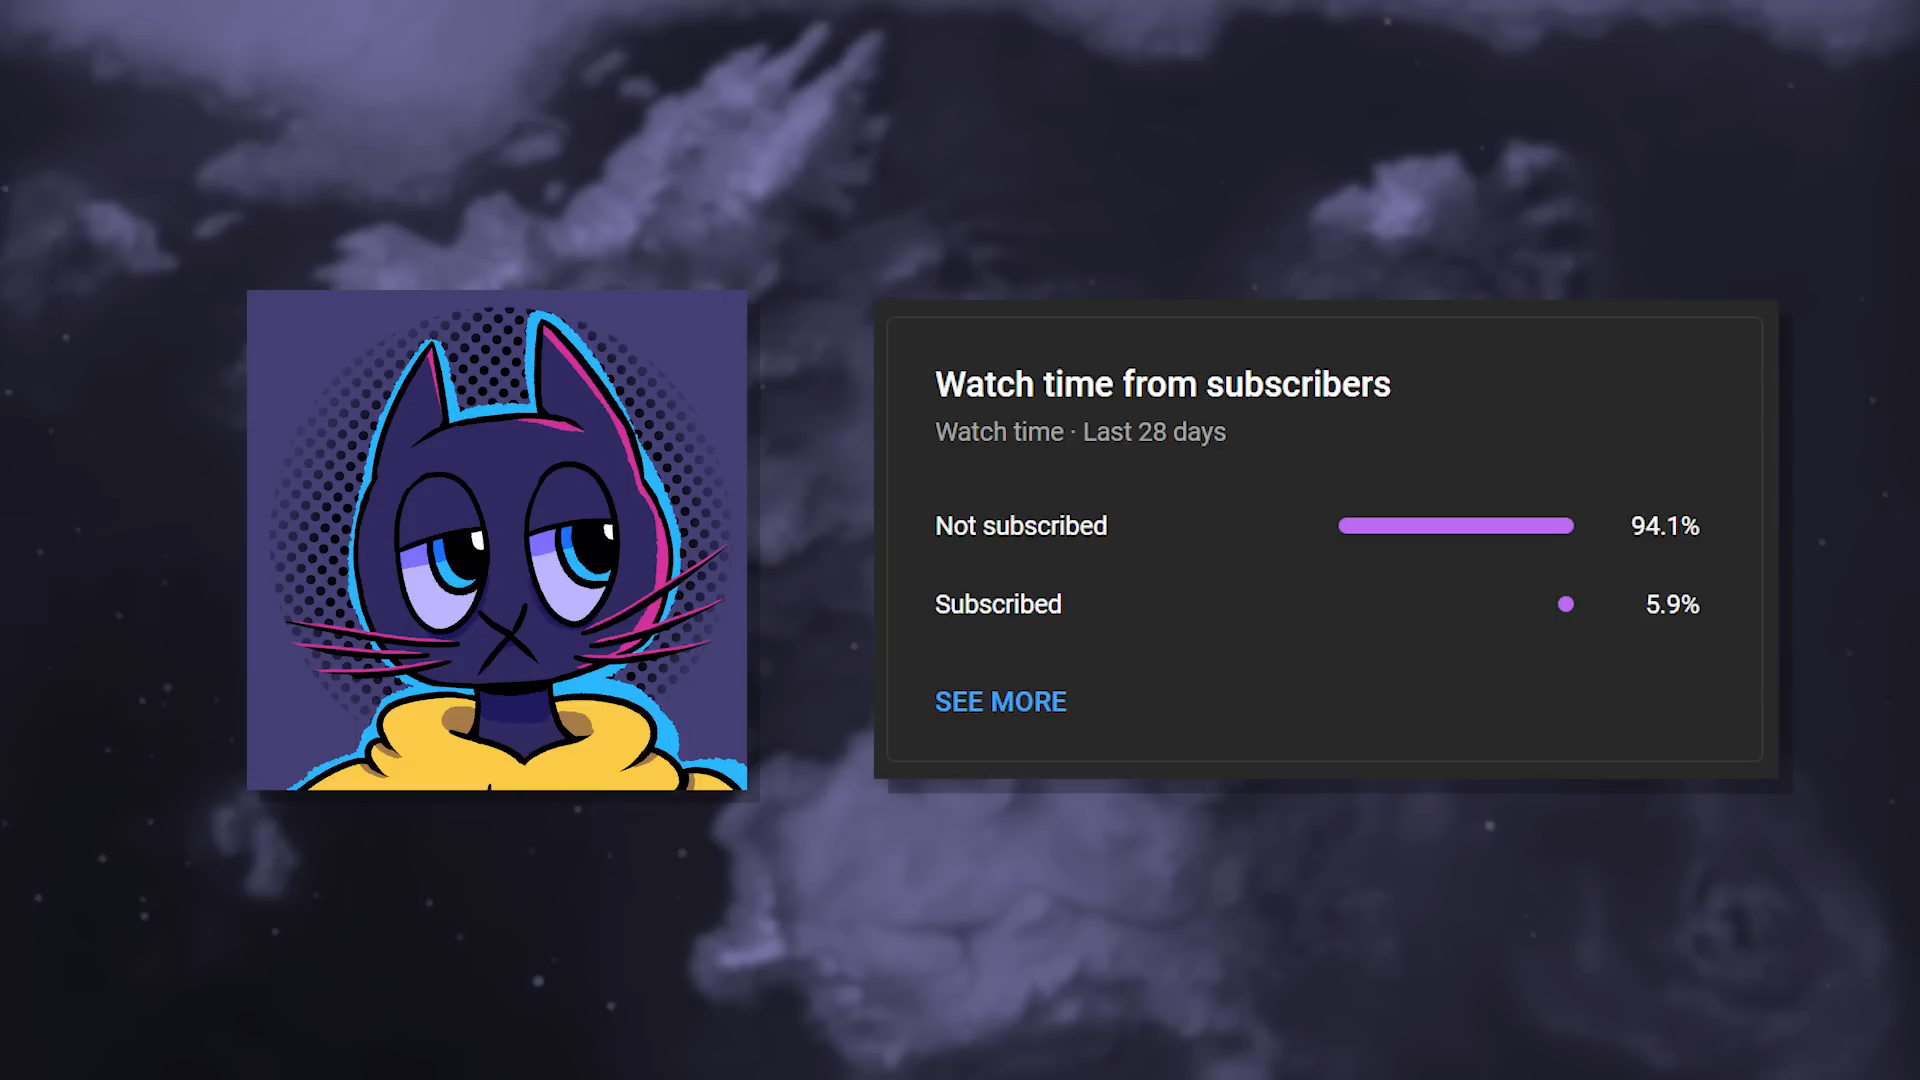 Watch time from subscribers
Watch time · Last 28 days
Not subscribed 94.1%
Subscribed 5.9%
SEE MORE